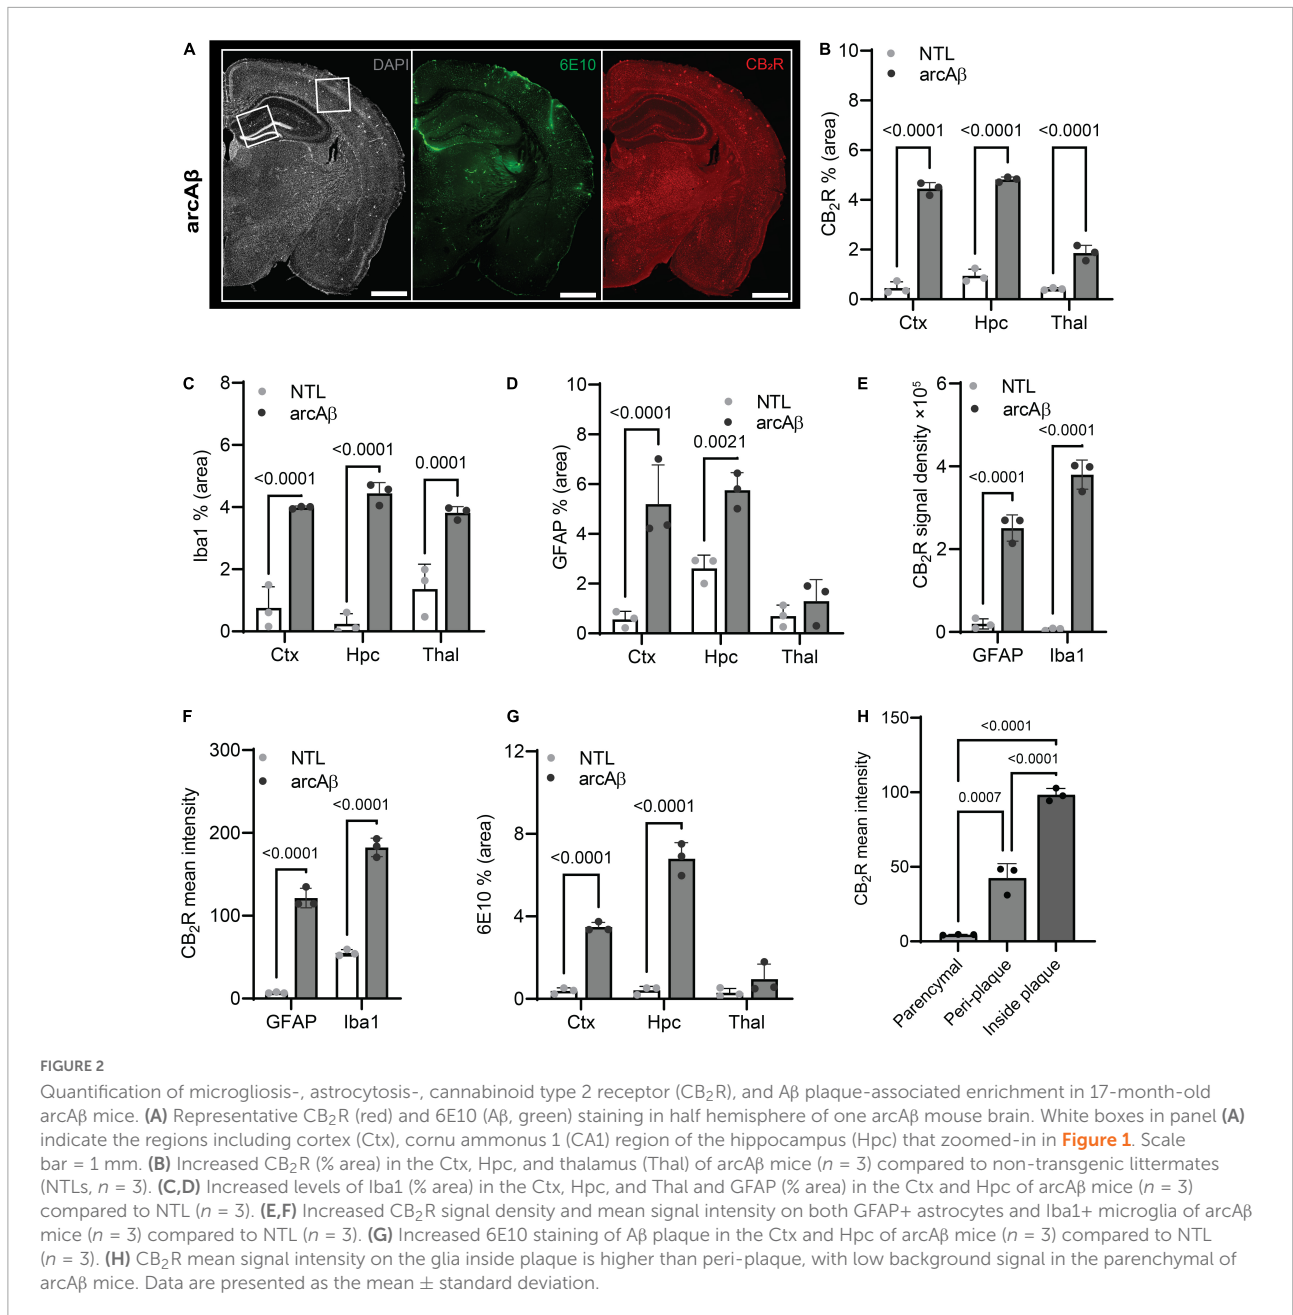 A
arcAβ
DAPI
6E10
CB₂R
B
NTL
arcAβ
CB₂R % (area)
10
8
6
4
2
0
<0.0001
<0.0001
<0.0001
Ctx
Hpc
Thal
C
NTL
arcAβ
Iba1 % (area)
8
6
4
2
0
<0.0001
<0.0001
0.0001
Ctx
Hpc
Thal
D
NTL
arcAβ
GFAP % (area)
10
8
6
4
2
0
<0.0001
0.0021
Ctx
Hpc
Thal
E
NTL
arcAβ
CB₂R signal density ×10⁵
6
4
2
0
<0.0001
<0.0001
GFAP
Iba1
F
NTL
arcAβ
CB₂R mean intensity
300
200
100
0
<0.0001
<0.0001
GFAP
Iba1
G
NTL
arcAβ
6E10 % (area)
12
8
4
0
<0.0001
<0.0001
Ctx
Hpc
Thal
H
CB₂R mean intensity
150
100
50
0
<0.0001
<0.0001
0.0007
Parencymal
Peri-plaque
Inside plaque
FIGURE 2
Quantification of microgliosis-, astrocytosis-, cannabinoid type 2 receptor (CB₂R), and Aβ plaque-associated enrichment in 17-month-old
arcAβ mice. (A) Representative CB₂R (red) and 6E10 (Aβ, green) staining in half hemisphere of one arcAβ mouse brain. White boxes in panel (A)
indicate the regions including cortex (Ctx), cornu ammonis 1 (CA1) region of the hippocampus (Hpc) that zoomed-in in Figure 1. Scale
bar = 1 mm. (B) Increased CB₂R (% area) in the Ctx, Hpc, and thalamus (Thal) of arcAβ mice (n = 3) compared to non-transgenic littermates
(NTLs, n = 3). (C,D) Increased levels of Iba1 (% area) in the Ctx, Hpc, and Thal and GFAP (% area) in the Ctx and Hpc of arcAβ mice (n = 3)
compared to NTL (n = 3). (E,F) Increased CB₂R signal density and mean signal intensity on both GFAP+ astrocytes and Iba1+ microglia of arcAβ
mice (n = 3) compared to NTL (n = 3). (G) Increased 6E10 staining of Aβ plaque in the Ctx and Hpc of arcAβ mice (n = 3) compared to NTL
(n = 3). (H) CB₂R mean signal intensity on the glia inside plaque is higher than peri-plaque, with low background signal in the parenchymal of
arcAβ mice. Data are presented as the mean ± standard deviation.